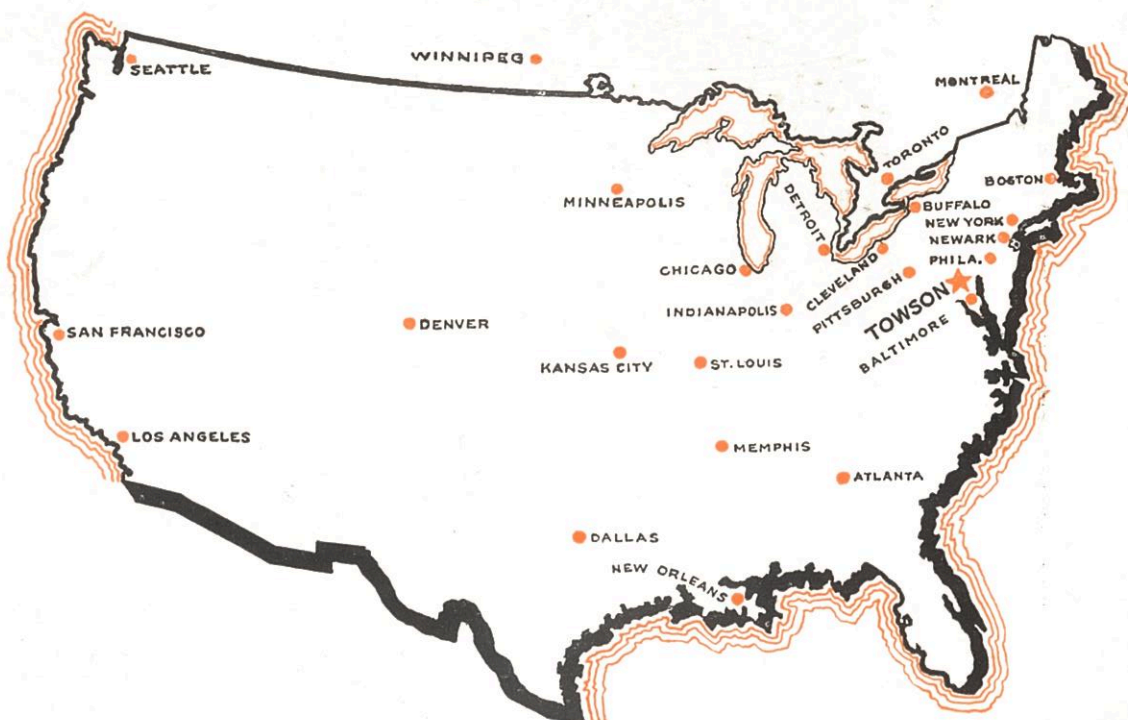 SEATTLE
WINNIPEG
MONTREAL
TORONTO
BOSTON
MINNEAPOLIS
DETROIT
BUFFALO
NEW YORK
NEWARK
PHILA.
CHICAGO
CLEVELAND
PITTSBURGH
TOWSON
BALTIMORE
INDIANAPOLIS
SAN FRANCISCO
DENVER
KANSAS CITY
ST. LOUIS
LOS ANGELES
MEMPHIS
ATLANTA
DALLAS
NEW ORLEANS